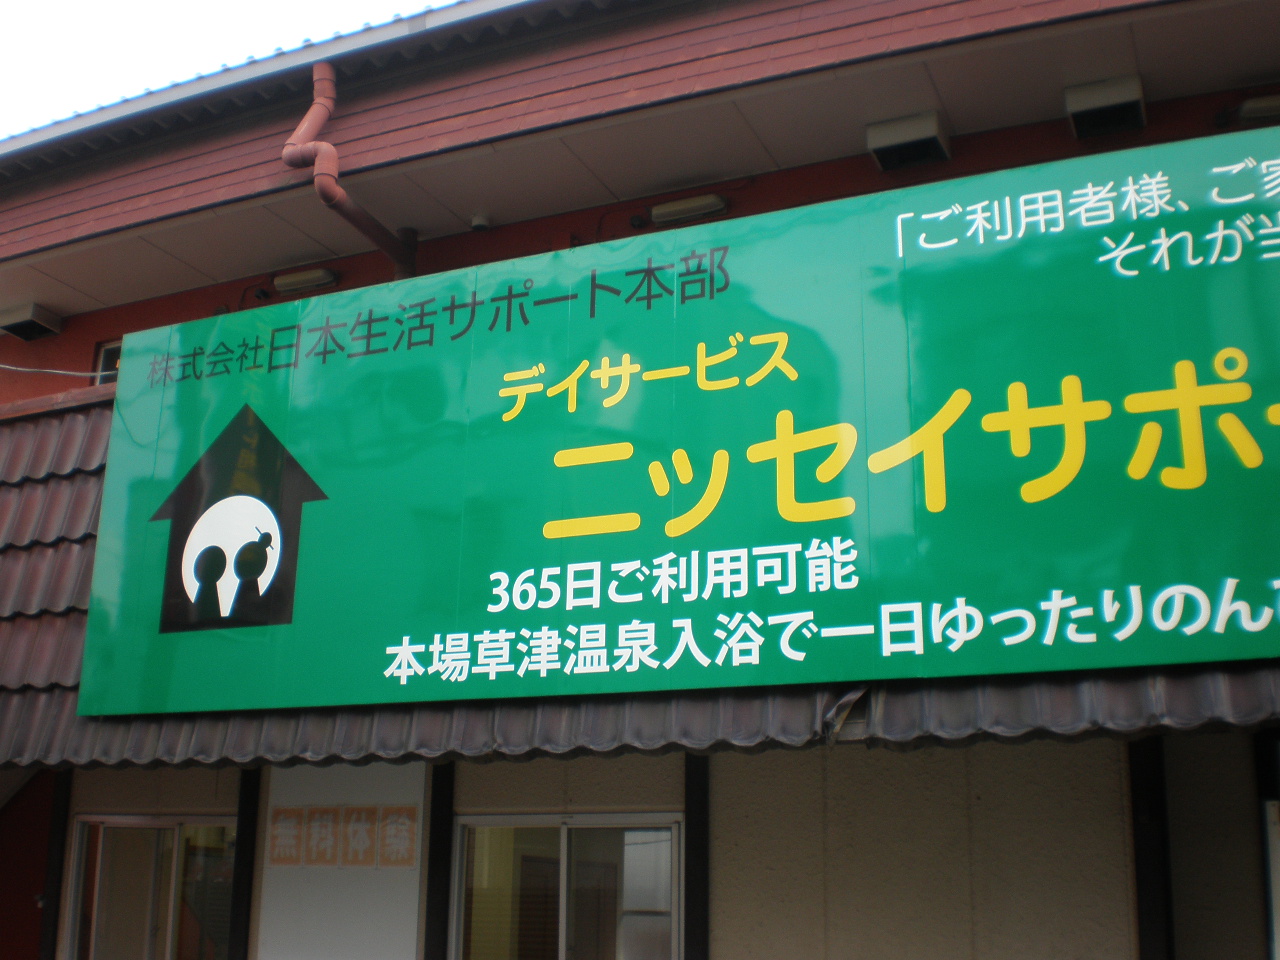 「ご利用者様、ご家
それが当
株式会社日本生活サポート本部
デイサービス
ニッセイサポー
365日ご利用可能
本場草津温泉入浴で一日ゆったりのん
無料体験